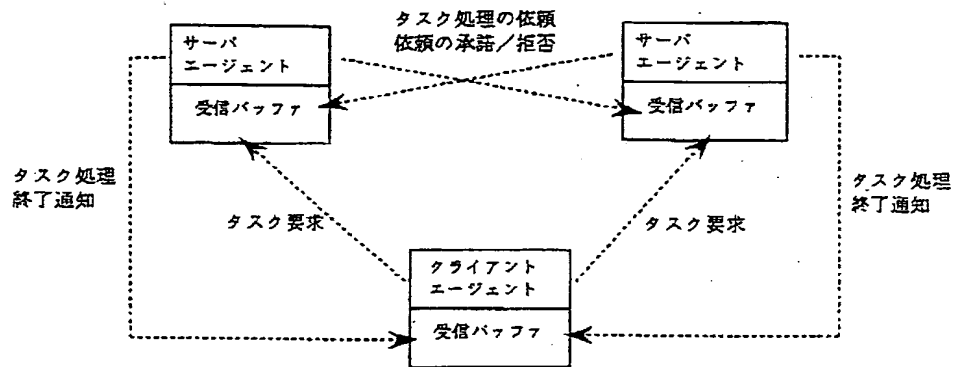 タスク処理の依頼
依頼の承諾／拒否
サーバ
エージェント
受信バッファ
サーバ
エージェント
受信バッファ
タスク処理
終了通知
タスク処理
終了通知
タスク要求
タスク要求
クライアント
エージェント
受信バッファ